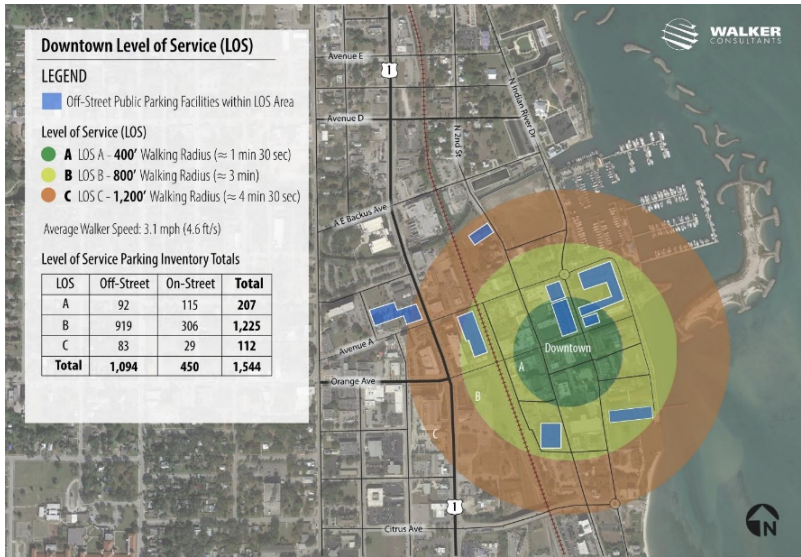 Downtown Level of Service (LOS)
LEGEND
Off-Street Public Parking Facilities within LOS Area
Level of Service (LOS)
A LOS A - 400' Walking Radius (≈ 1 min 30 sec)
B LOS B - 800' Walking Radius (≈ 3 min)
C LOS C - 1,200' Walking Radius (≈ 4 min 30 sec)
Average Walker Speed: 3.1 mph (4.6 ft/s)
Level of Service Parking Inventory Totals
LOS Off-Street On-Street Total
A 92 115 207
B 919 306 1,225
C 83 29 112
Total 1,094 450 1,544
WALKER
CONSULTANTS
Avenue E
1
N Indian River Dr
Avenue D
N 2nd St
A E Backus Ave
Avenue A
Downtown
A
Orange Ave
B
C
1
Citrus Ave
N